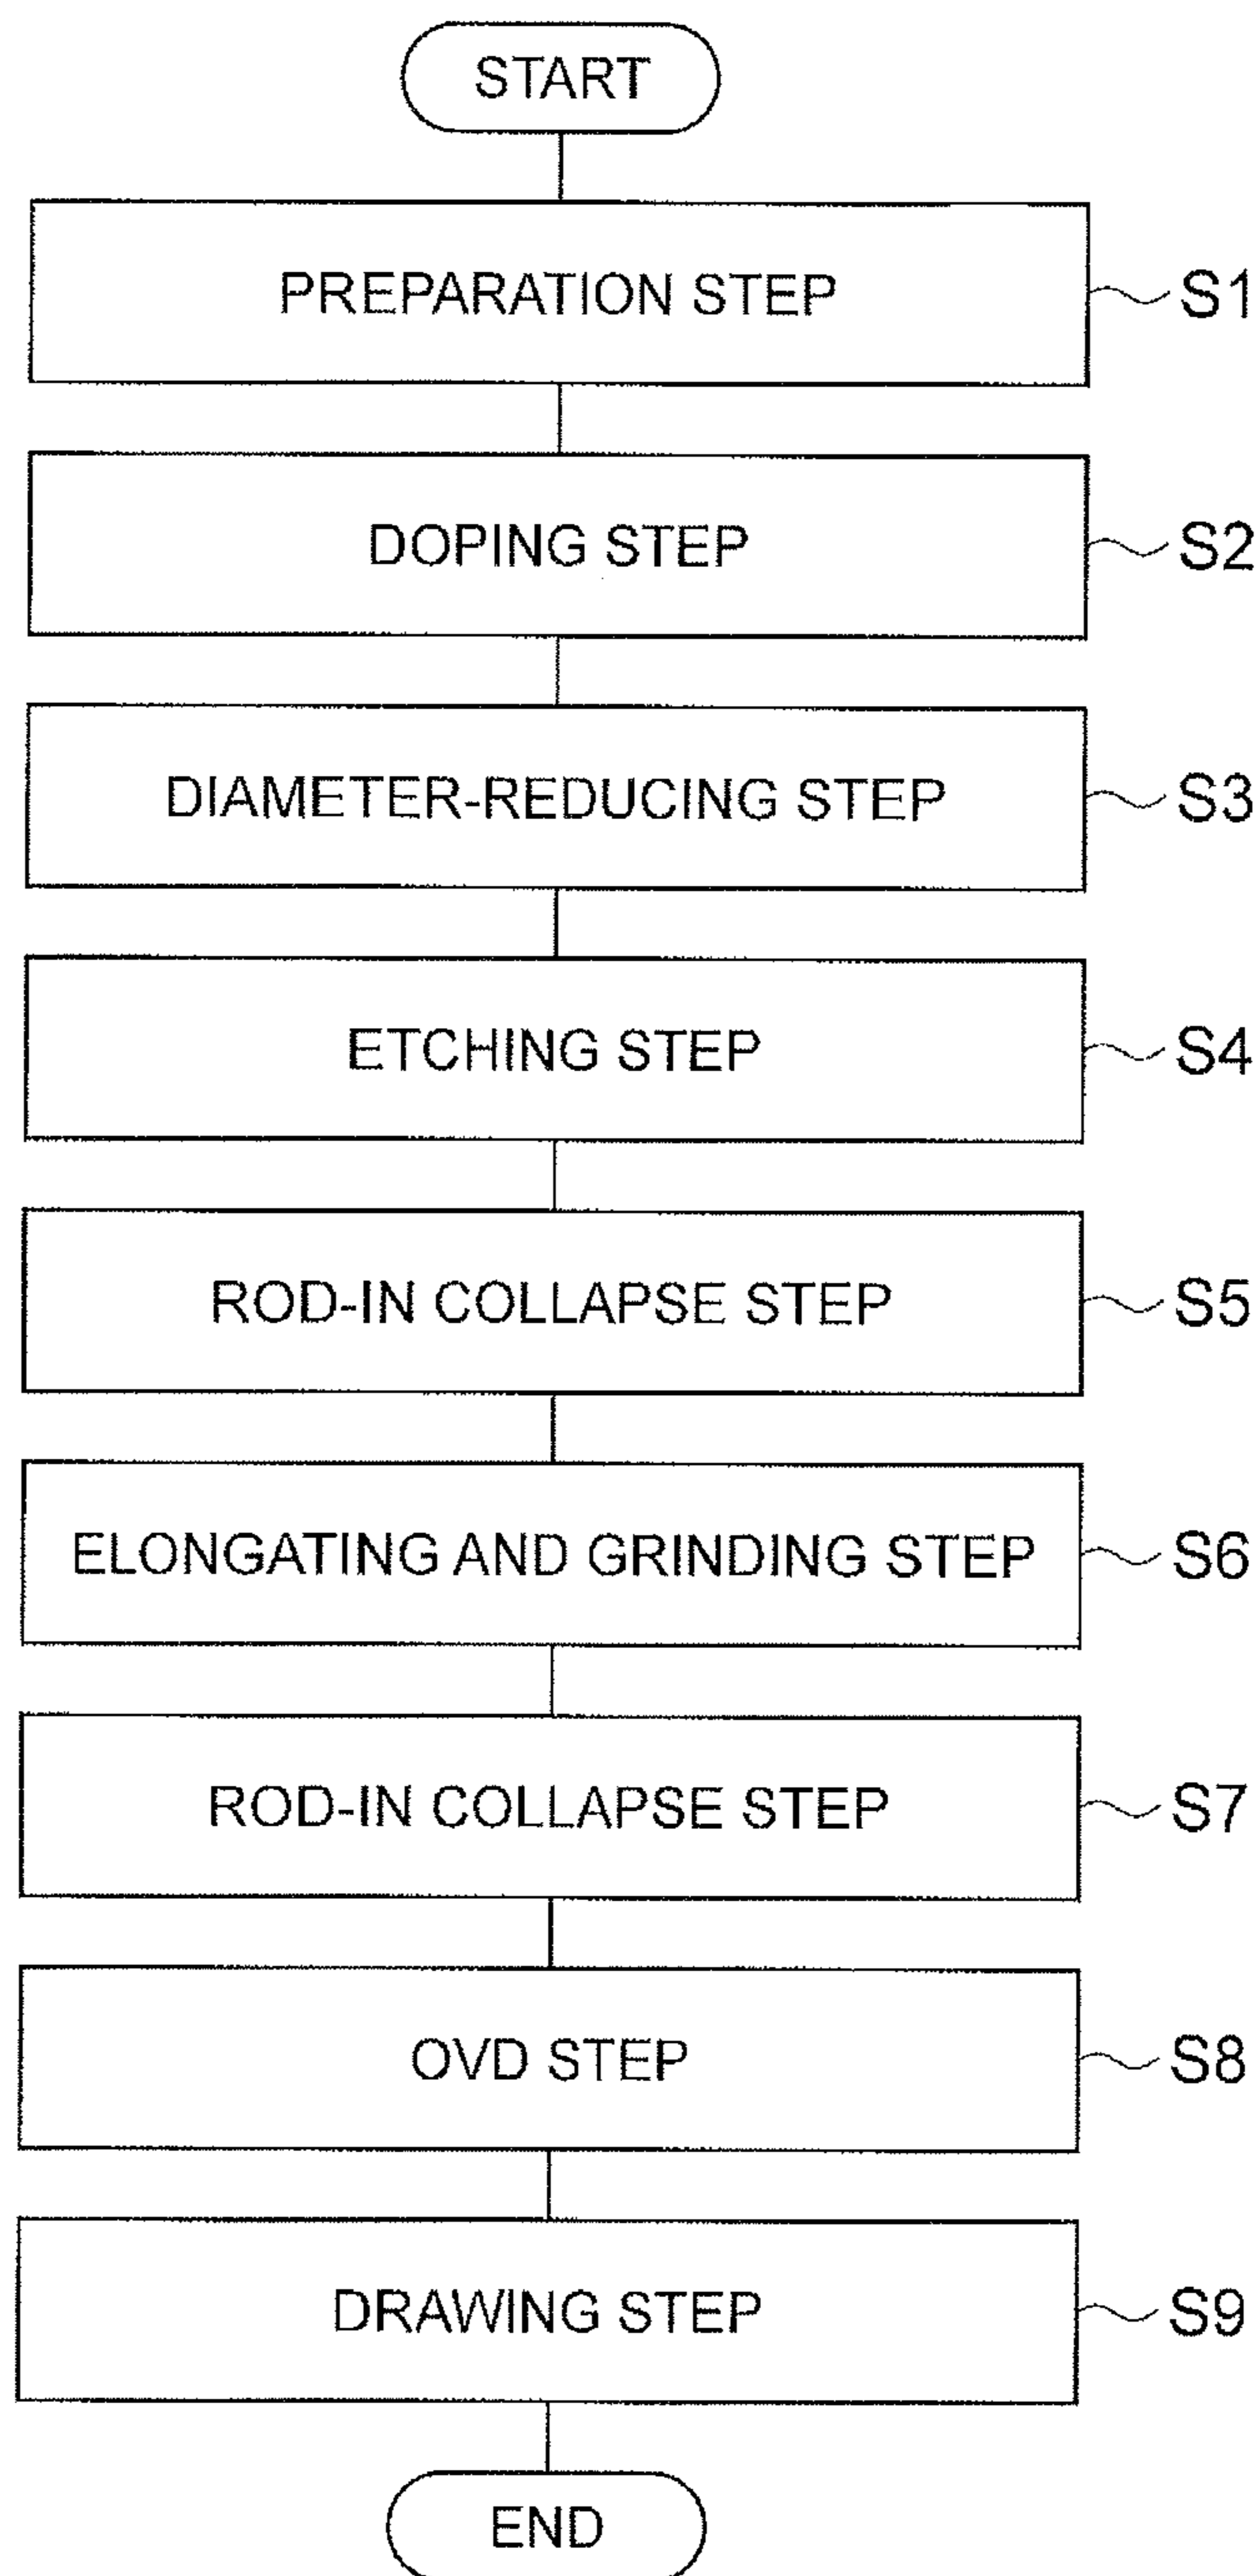 START
PREPARATION STEP S1
DOPING STEP S2
DIAMETER-REDUCING STEP S3
ETCHING STEP S4
ROD-IN COLLAPSE STEP S5
ELONGATING AND GRINDING STEP S6
ROD-IN COLLAPSE STEP S7
OVD STEP S8
DRAWING STEP S9
END